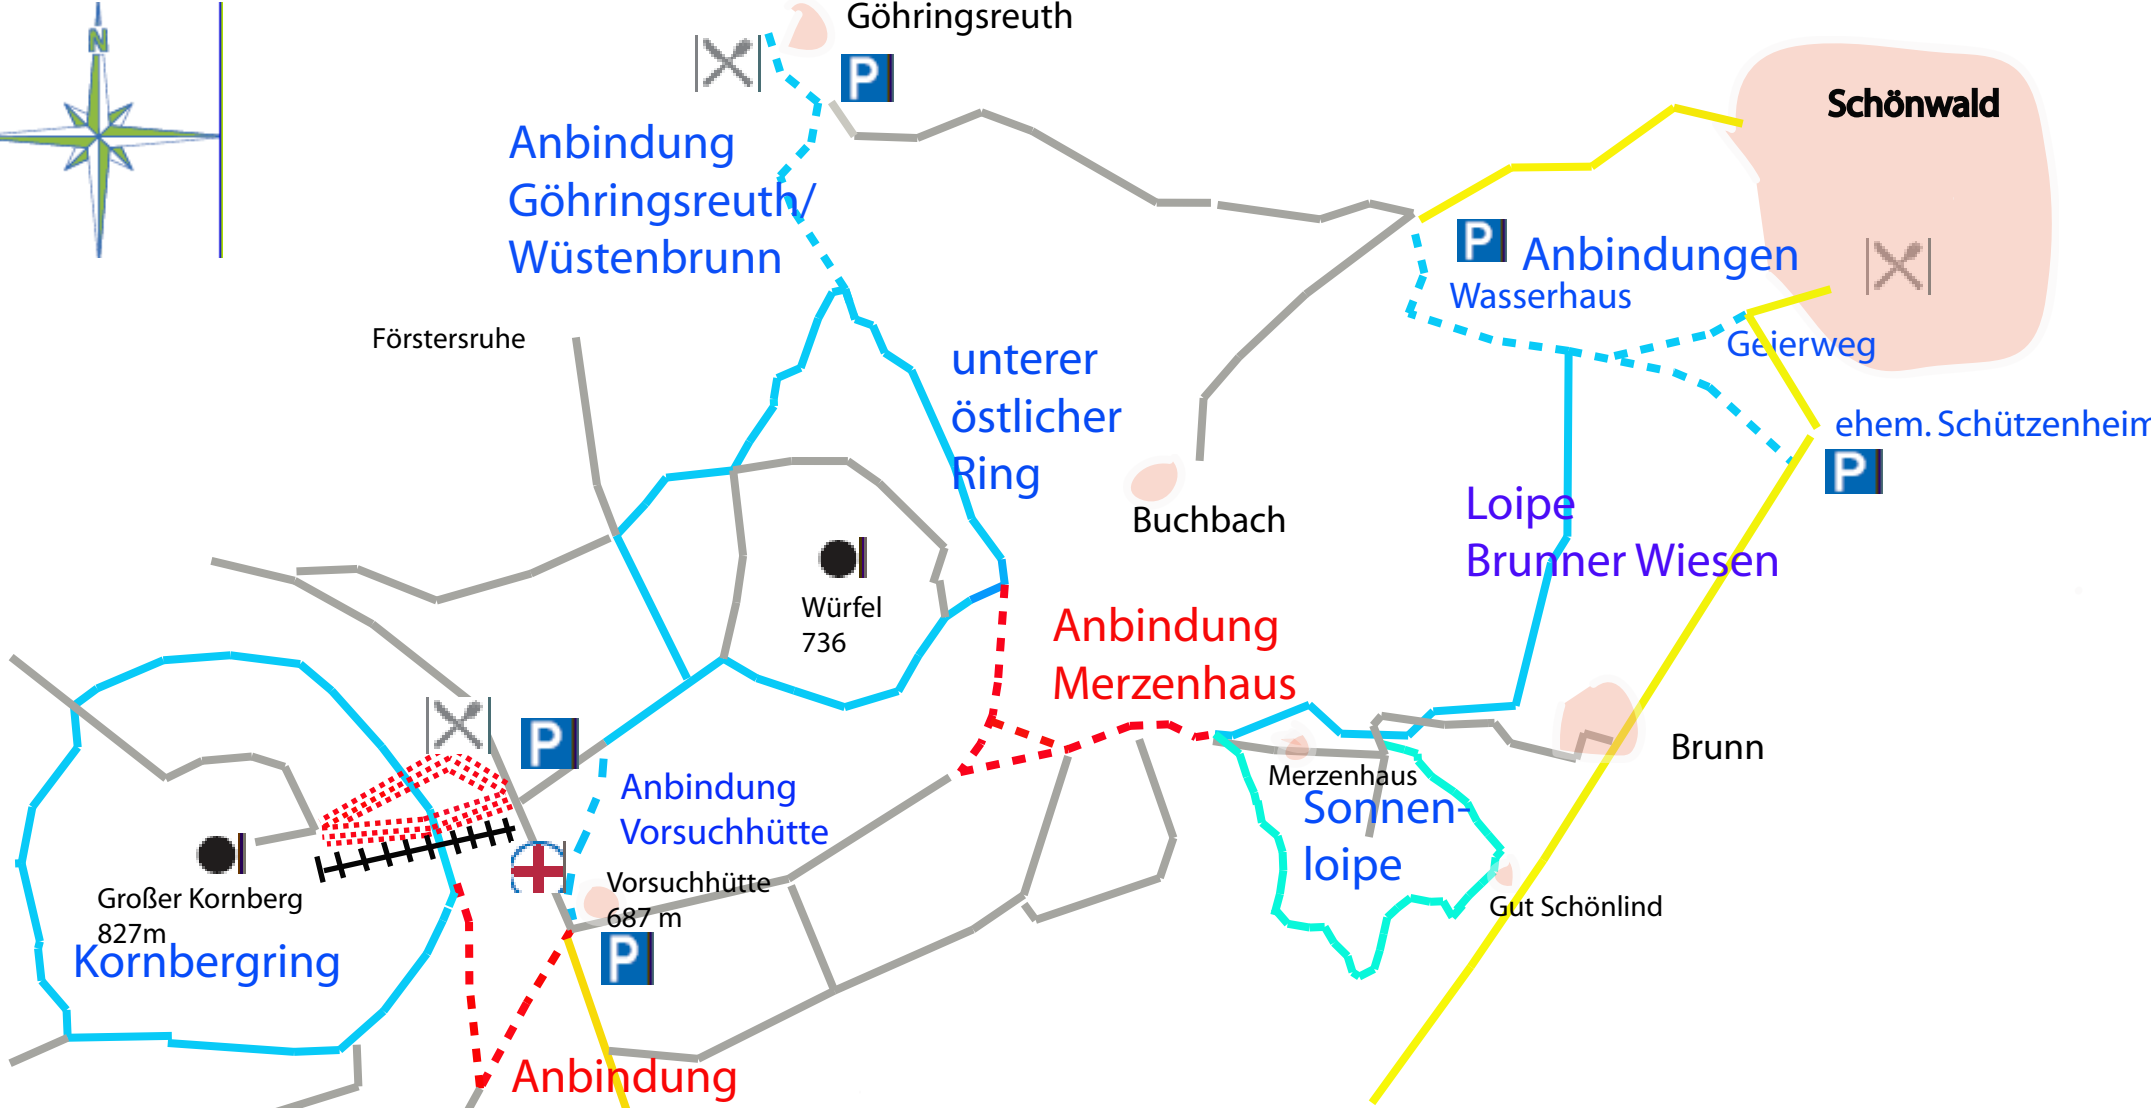 N
Göhringsreuth
P
Schönwald
Anbindung
Göhringsreuth/
Wüstenbrunn
P
Anbindungen
Wasserhaus
Förstersruhe
unterer
östlicher
Ring
Geierweg
ehem. Schützenheim
P
Buchbach
Loipe
Brunner Wiesen
Würfel
736
Anbindung
Merzenhaus
P
Brunn
Merzenhaus
Anbindung
Vorsuchhütte
Sonnen-
loipe
Vorsuchhütte
687 m
Großer Kornberg
827m
Gut Schönlind
Kornbergring
P
Anbindung